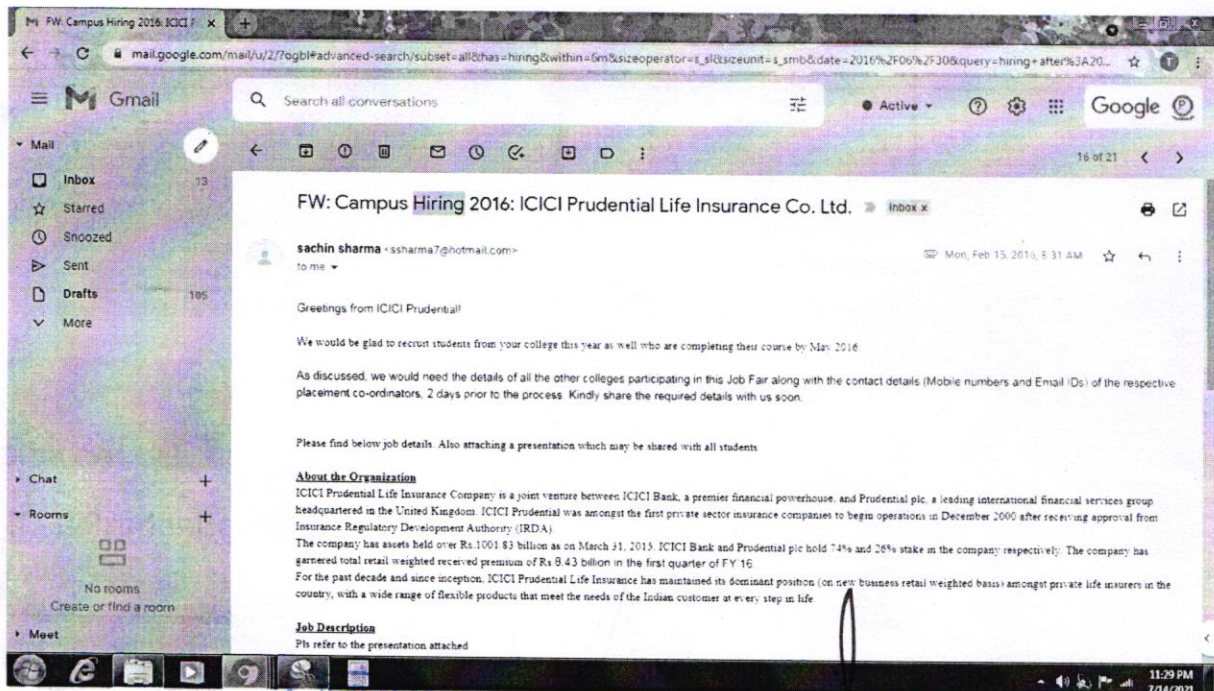 FW: Campus Hiring 2016: ICICI P x
mail.google.com/mail/u/2/?ogbl#advanced-search/subset=all&has=hiring&within=6m&sizeoperator=s_sl&sizeunit=s_smb&date=2016%2F06%2F30&query=hiring+after%3A20...
Gmail
Search all conversations
Active
Google
Mail
16 of 21
Inbox 13
Starred
Snoozed
Sent
Drafts 105
More
FW: Campus Hiring 2016: ICICI Prudential Life Insurance Co. Ltd. Inbox x
sachin sharma <ssharma7@hotmail.com> Mon, Feb 15, 2016, 8:31 AM
to me
Greetings from ICICI Prudential!
We would be glad to recruit students from your college this year as well who are completing their course by May 2016.
As discussed, we would need the details of all the other colleges participating in this Job Fair along with the contact details (Mobile numbers and Email IDs) of the respective
placement co-ordinators, 2 days prior to the process. Kindly share the required details with us soon.
Please find below job details. Also attaching a presentation which may be shared with all students
About the Organization
ICICI Prudential Life Insurance Company is a joint venture between ICICI Bank, a premier financial powerhouse, and Prudential plc, a leading international financial services group
headquartered in the United Kingdom. ICICI Prudential was amongst the first private sector insurance companies to begin operations in December 2000 after receiving approval from
Insurance Regulatory Development Authority (IRDA).
The company has assets held over Rs.1001.83 billion as on March 31, 2015. ICICI Bank and Prudential plc hold 74% and 26% stake in the company respectively. The company has
garnered total retail weighted received premium of Rs 8.43 billion in the first quarter of FY 16.
For the past decade and since inception, ICICI Prudential Life Insurance has maintained its dominant position (on new business retail weighted basis) amongst private life insurers in the
country, with a wide range of flexible products that meet the needs of the Indian customer at every step in life.
Job Description
Pls refer to the presentation attached
Chat
Rooms
No rooms
Create or find a room
Meet
11:29 PM
7/14/2021